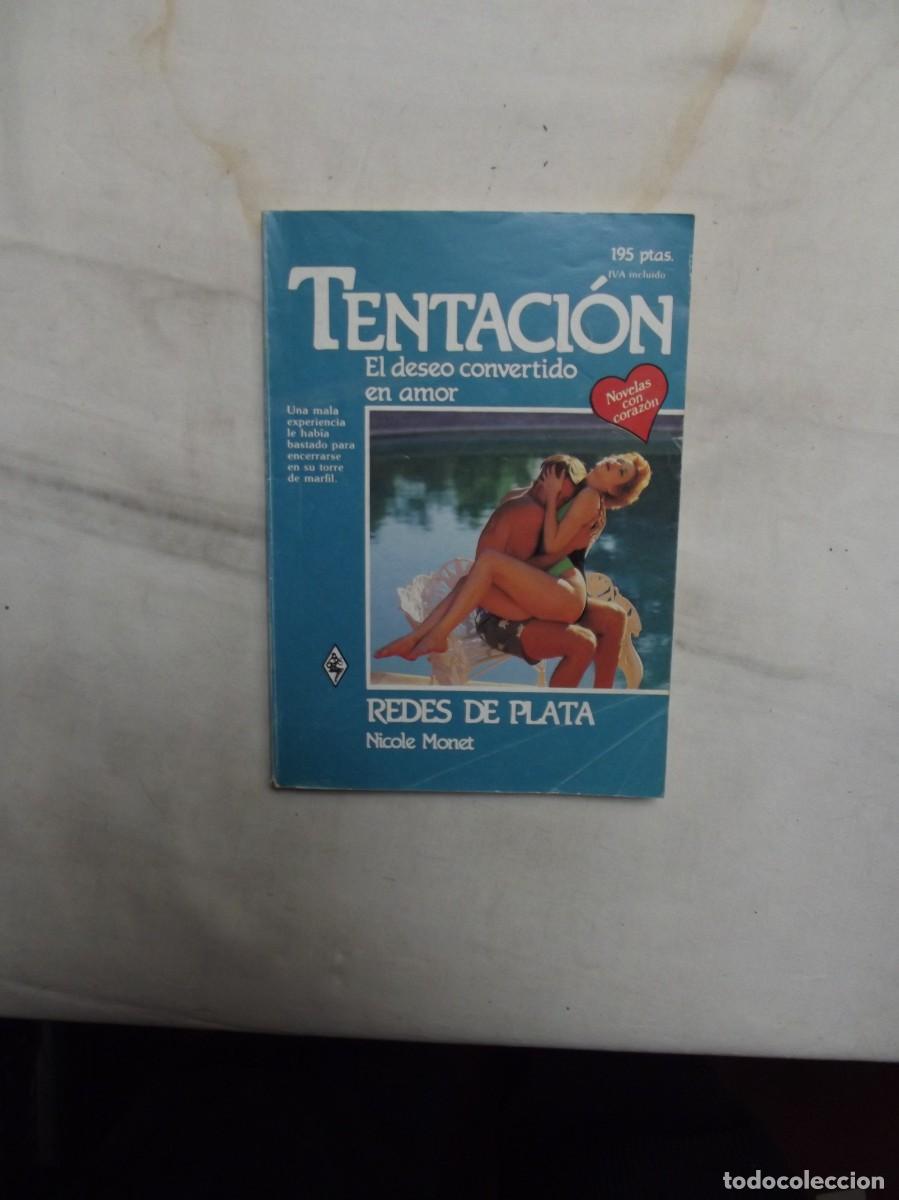 195 ptas.
IVA incluido
TENTACIÓN
El deseo convertido
en amor
Novelas
con
corazón
Una mala
experiencia
le había
bastado para
encerrarse
en su torre
de marfil.
REDES DE PLATA
Nicole Monet
todocoleccion